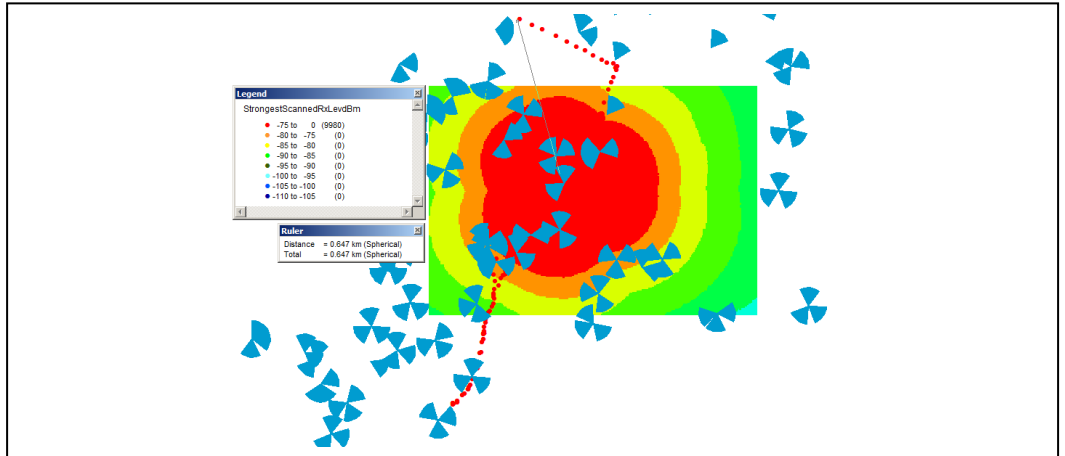 Legend
StrongestScannedRxLevdBm
-75 to 0 (9980)
-80 to -75 (0)
-85 to -80 (0)
-90 to -85 (0)
-95 to -90 (0)
-100 to -95 (0)
-105 to -100 (0)
-110 to -105 (0)
Ruler
Distance = 0.647 km (Spherical)
Total = 0.647 km (Spherical)